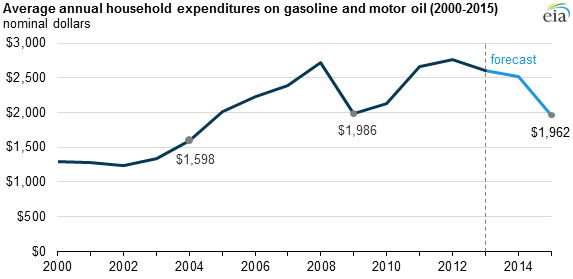 Average annual household expenditures on gasoline and motor oil (2000-2015)
nominal dollars
eia
$3,000
forecast
$2,500
$2,000
$1,986
$1,962
$1,500
$1,598
$1,000
$500
$0
2000 2002 2004 2006 2008 2010 2012 2014